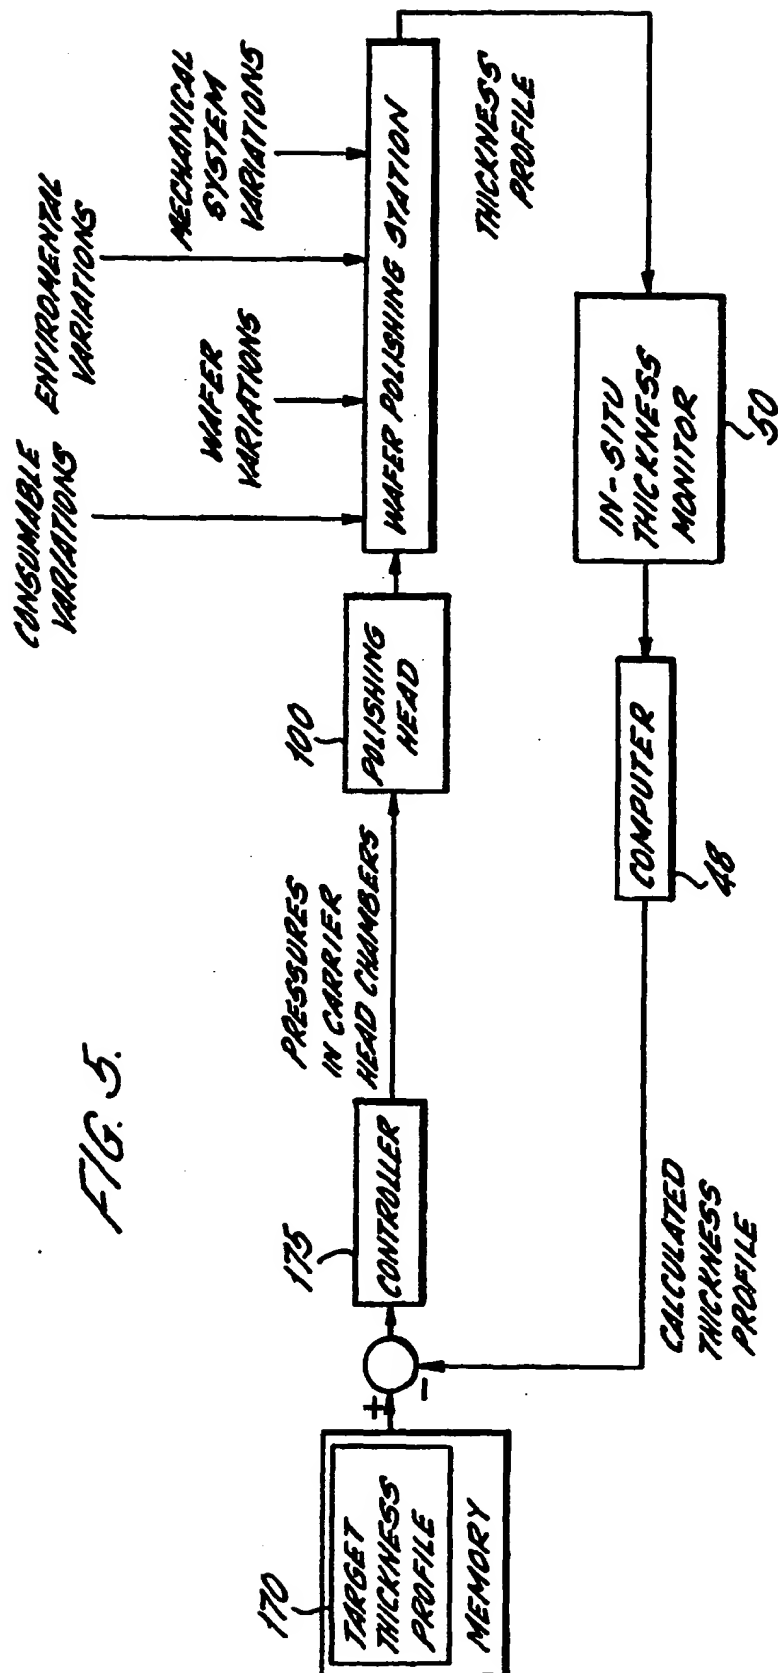 FIG. 5.
CONSUMABLE
VARIATIONS
ENVIROMENTAL
VARIATIONS
WAFER
VARIATIONS
MECHANICAL
SYSTEM
VARIATIONS
170
TARGET
THICKNESS
PROFILE
MEMORY
+
-
175
CONTROLLER
PRESSURES
IN CARRIER
HEAD CHAMBERS
100
POLISHING
HEAD
WAFER POLISHING STATION
THICKNESS
PROFILE
IN-SITU
THICKNESS
MONITOR
50
COMPUTER
48
CALCULATED
THICKNESS
PROFILE